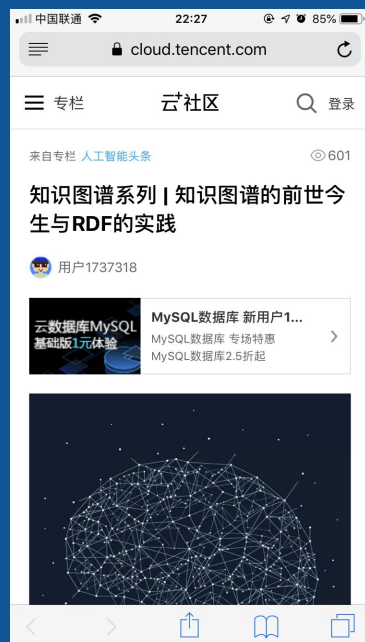 中国联通 22:27 85%
cloud.tencent.com
专栏 云+社区 登录
来自专栏 人工智能头条 601
知识图谱系列 | 知识图谱的前世今
生与RDF的实践
用户1737318
云数据库MySQL
基础版1元体验
MySQL数据库 新用户1...
MySQL数据库 专场特惠
MySQL数据库2.5折起